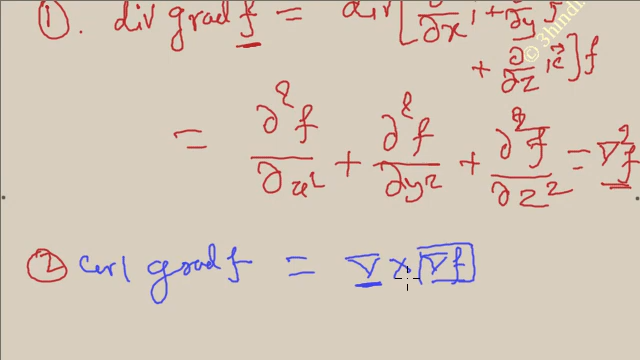 ①. div grad f = div[∂/∂x i + ∂/∂y j
+ ∂/∂z k]f
= ∂²f/∂x² + ∂²f/∂y² + ∂²f/∂z² = ∇²f
② curl grad f = ∇ × ∇f